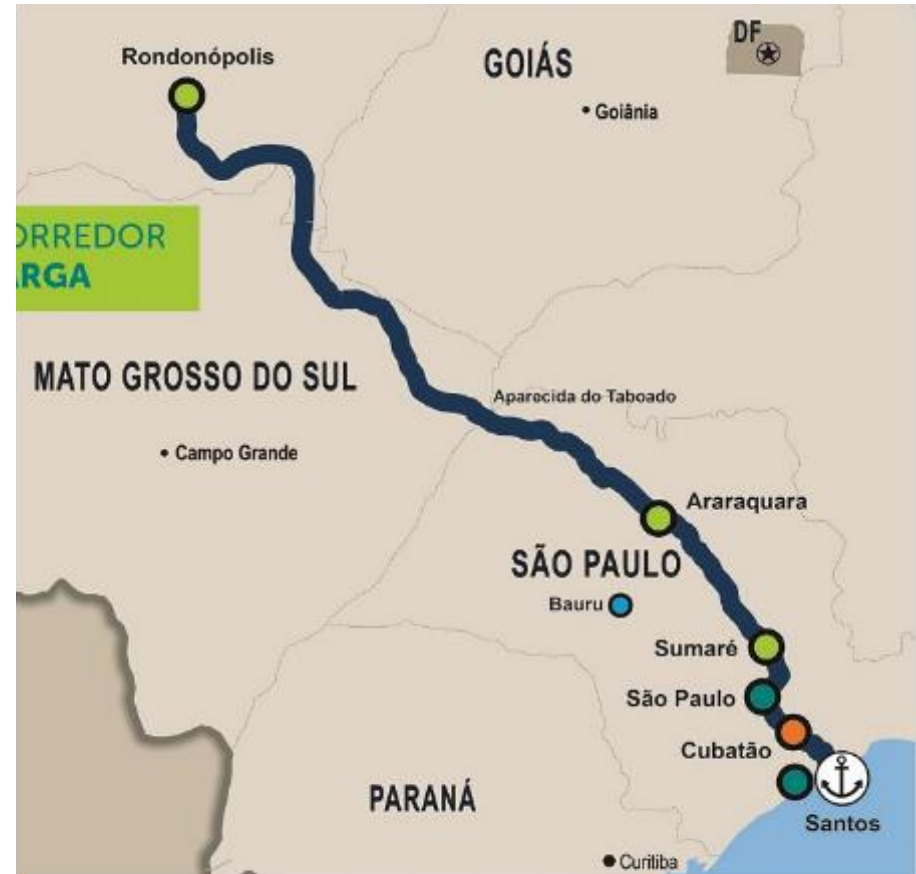 DF
Rondonópolis
GOIÁS
Goiânia
ORREDOR
ARGA
MATO GROSSO DO SUL
Aparecida do Taboado
Campo Grande
Araraquara
SÃO PAULO
Bauru
Sumaré
São Paulo
Cubatão
PARANÁ
Santos
Curitiba